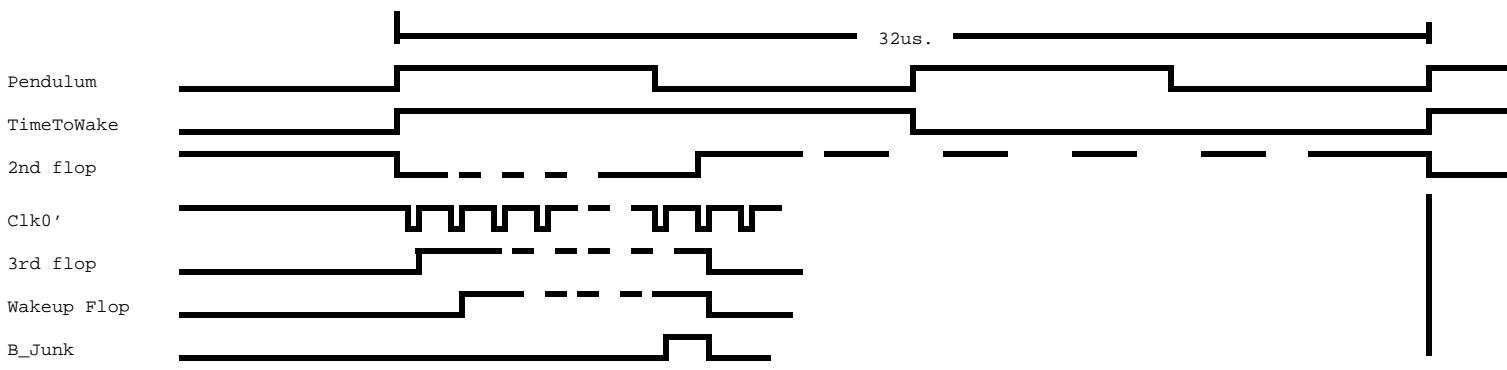 32us.
Pendulum
TimeToWake
2nd flop
Clk0'
3rd flop
Wakeup Flop
B_Junk